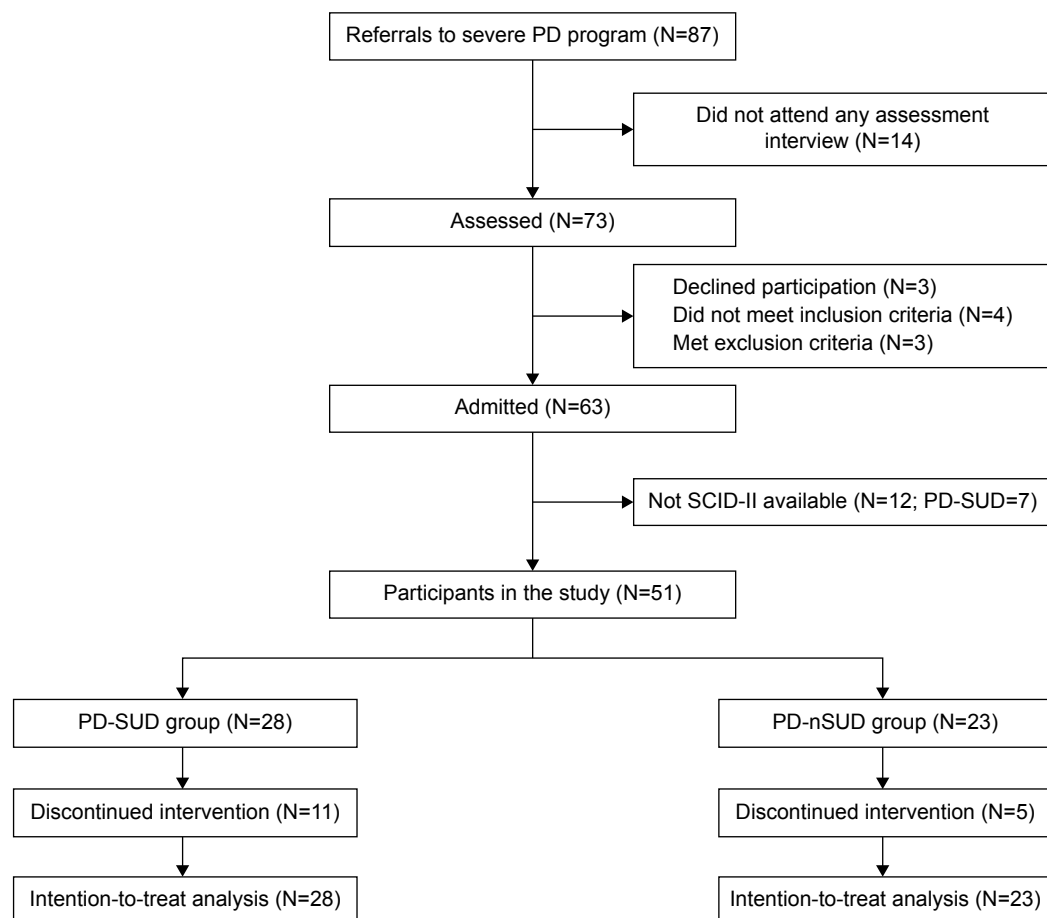 Referrals to severe PD program (N=87)
Did not attend any assessment
interview (N=14)
Assessed (N=73)
Declined participation (N=3)
Did not meet inclusion criteria (N=4)
Met exclusion criteria (N=3)
Admitted (N=63)
Not SCID-II available (N=12; PD-SUD=7)
Participants in the study (N=51)
PD-SUD group (N=28)
PD-nSUD group (N=23)
Discontinued intervention (N=11)
Discontinued intervention (N=5)
Intention-to-treat analysis (N=28)
Intention-to-treat analysis (N=23)